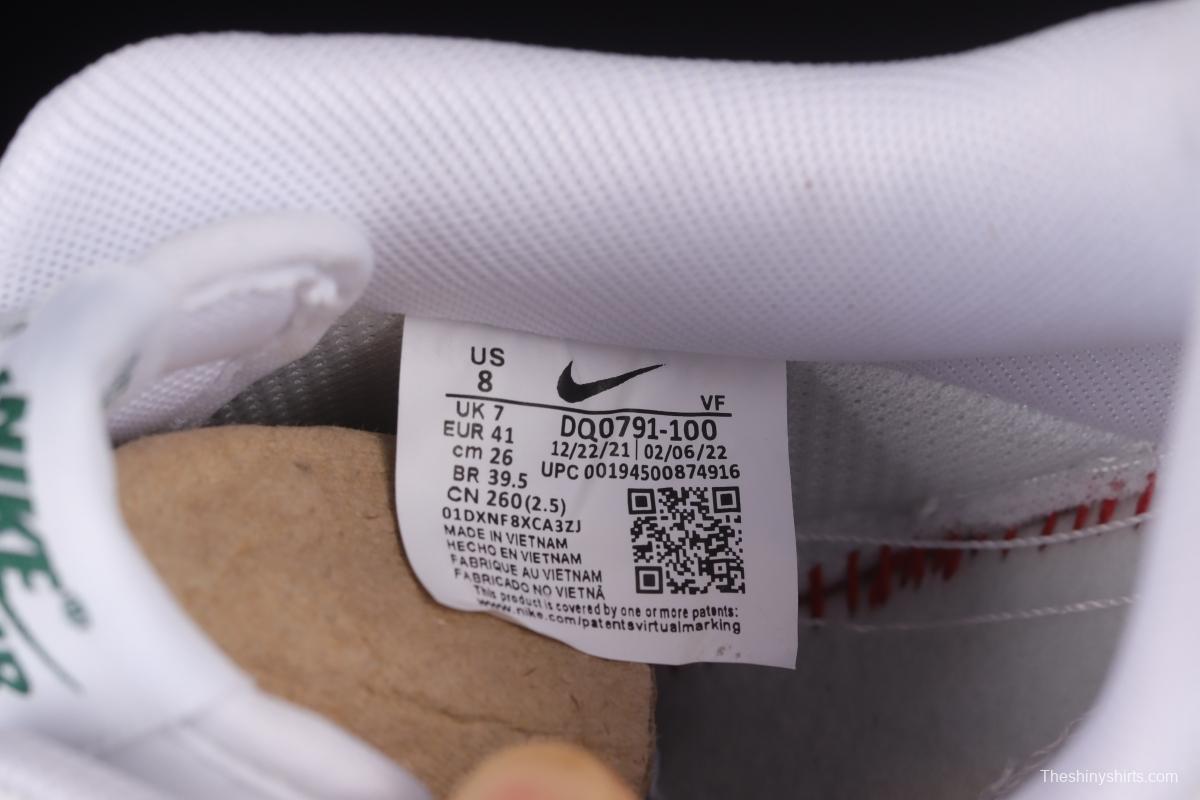 US
8
VF
UK 7
EUR 41
cm 26
BR 39.5
CN 260(2.5)
DQ0791-100
12/22/21 | 02/06/22
UPC 00194500874916
01DXNF8XCA3ZJ
MADE IN VIETNAM
HECHO EN VIETNAM
FABRIQUE AU VIETNAM
FABRICADO NO VIETNÃ
This product is covered by one or more patents:
www.nike.com/patentsvirtualmarking
NIKE®
Theshinyshirts.com